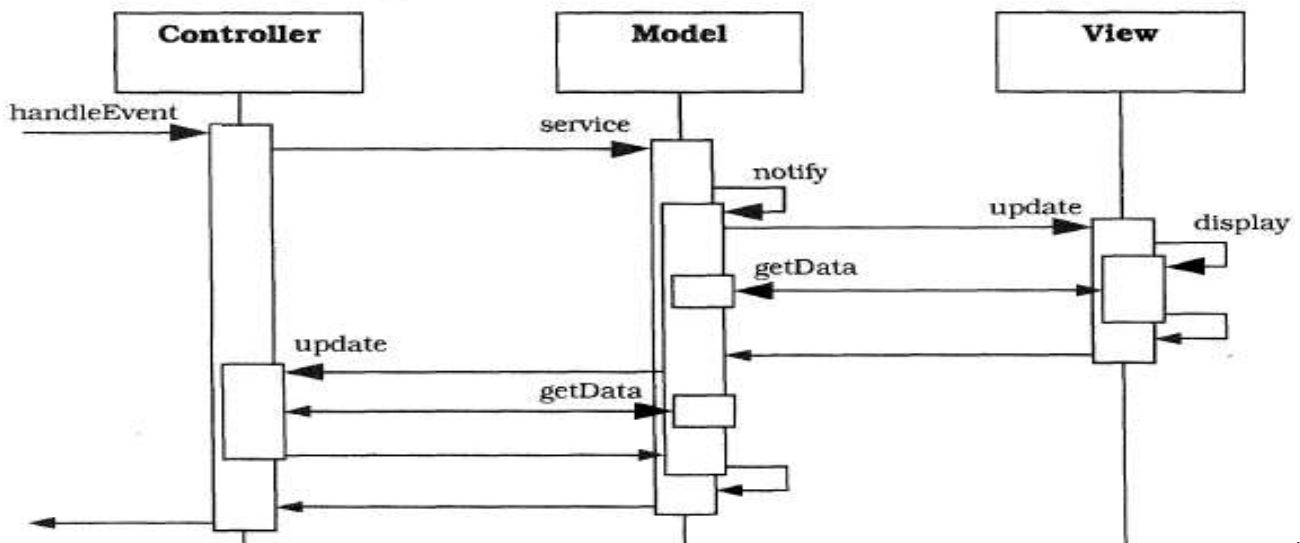 Controller
Model
View
handleEvent
service
notify
update
display
getData
update
getData